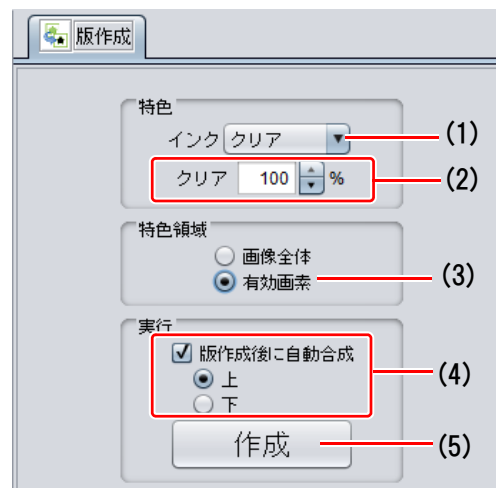 版作成
特色
インク クリア (1)
クリア 100 % (2)
特色領域
画像全体
有効画素 (3)
実行
版作成後に自動合成
上 (4)
下
作成 (5)